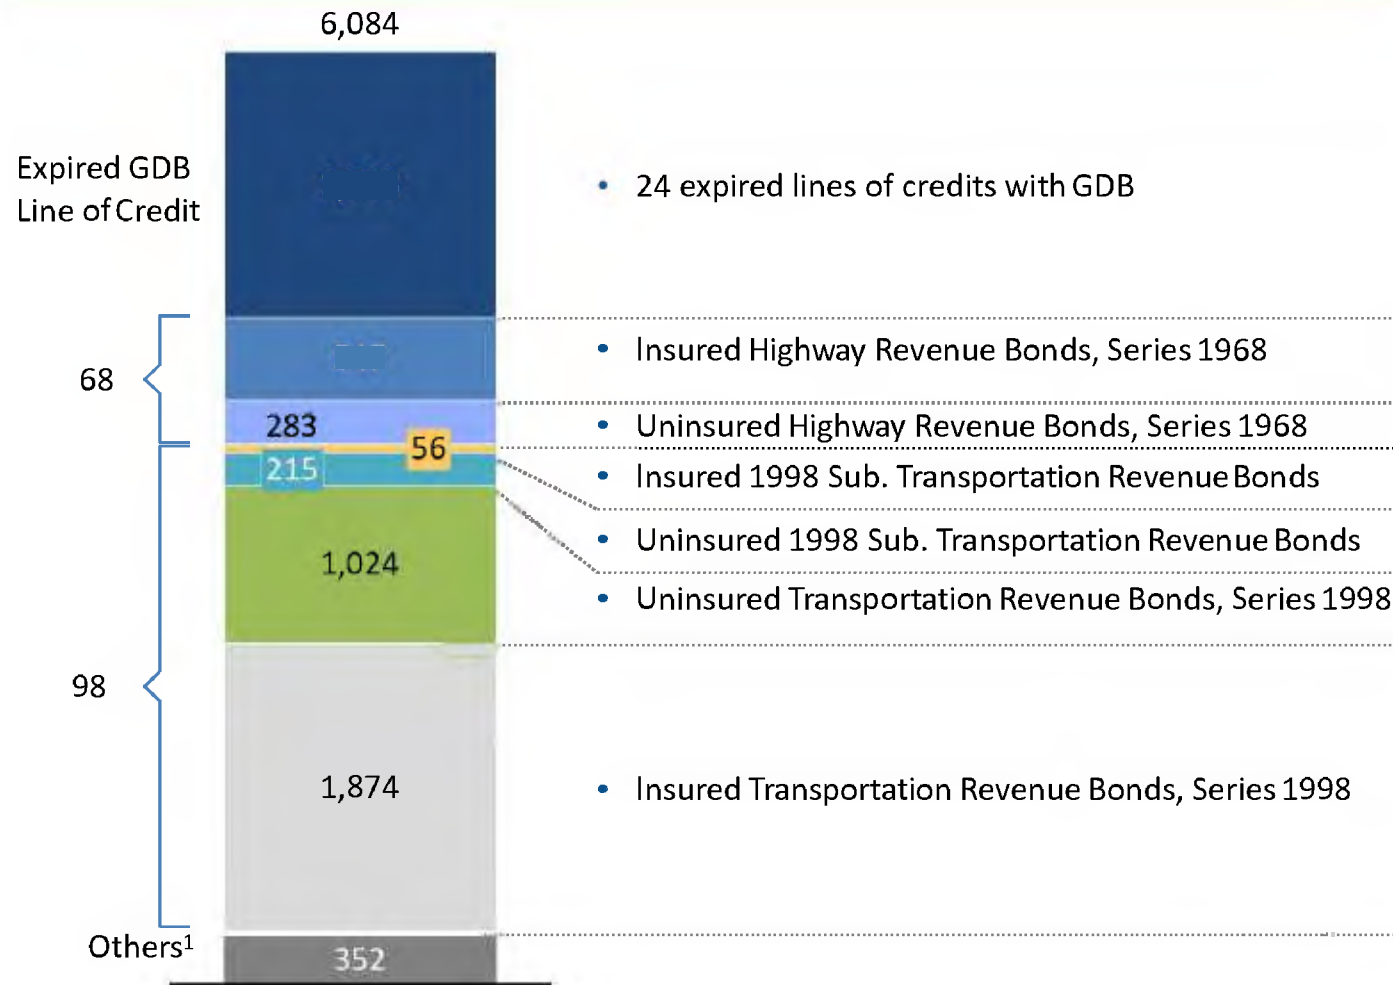 6,084
Expired GDB
Line of Credit
• 24 expired lines of credits with GDB
68
• Insured Highway Revenue Bonds, Series 1968
283
• Uninsured Highway Revenue Bonds, Series 1968
56
215
• Insured 1998 Sub. Transportation Revenue Bonds
• Uninsured 1998 Sub. Transportation Revenue Bonds
1,024
• Uninsured Transportation Revenue Bonds, Series 1998
98
1,874
• Insured Transportation Revenue Bonds, Series 1998
Others¹
352